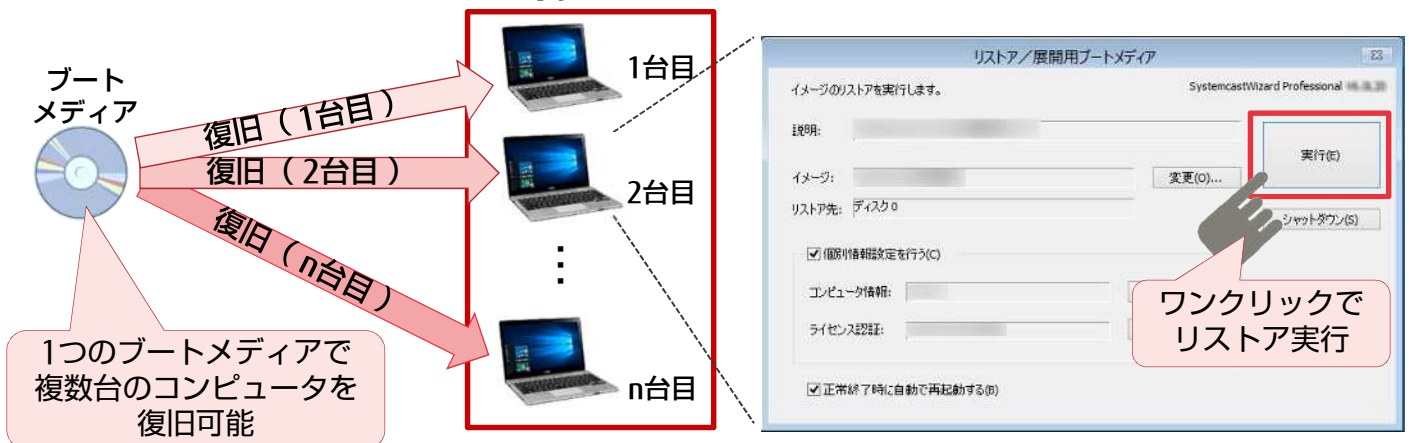 ブート
メディア
復旧（1台目）
復旧（2台目）
復旧（n台目）
1つのブートメディアで
複数台のコンピュータを
復旧可能
1台目
2台目
⋮
n台目
リストア／展開用ブートメディア
イメージのリストアを実行します。
SystemcastWizard Professional
説明:
実行(E)
イメージ:
変更(O)...
リストア先: ディスク 0
シャットダウン(S)
個別情報設定を行う(C)
コンピュータ情報:
ライセンス認証:
ワンクリックで
リストア実行
正常終了時に自動で再起動する(B)